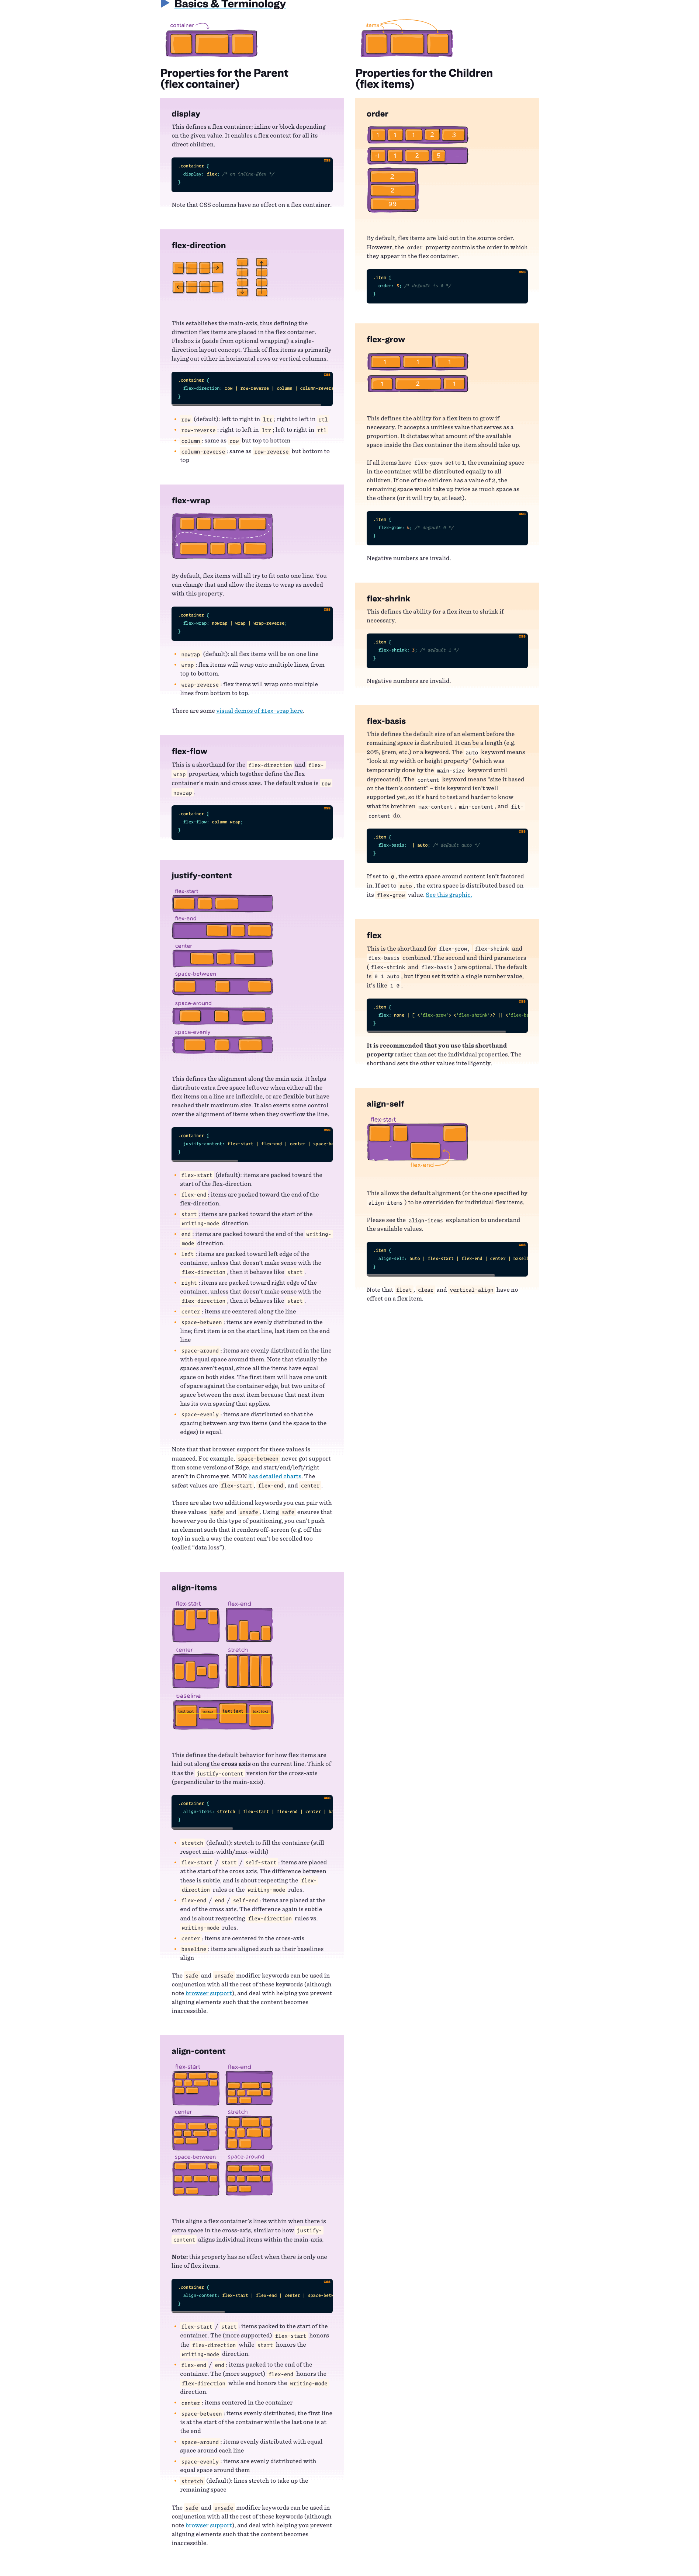 Basics & Terminology
container
Properties for the Parent
(flex container)
display
This defines a flex container; inline or block depending
on the given value. It enables a flex context for all its
direct children.
CSS
.container {
display: flex; /* or inline-flex */
}
Note that CSS columns have no effect on a flex container.
flex-direction
This establishes the main-axis, thus defining the
direction flex items are placed in the flex container.
Flexbox is (aside from optional wrapping) a single-
direction layout concept. Think of flex items as primarily
laying out either in horizontal rows or vertical columns.
CSS
.container {
flex-direction: row | row-reverse | column | column-revers
}
row (default): left to right in ltr; right to left in rtl
row-reverse: right to left in ltr; left to right in rtl
column: same as row but top to bottom
column-reverse: same as row-reverse but bottom to
top
flex-wrap
By default, flex items will all try to fit onto one line. You
can change that and allow the items to wrap as needed
with this property.
CSS
.container {
flex-wrap: nowrap | wrap | wrap-reverse;
}
nowrap (default): all flex items will be on one line
wrap: flex items will wrap onto multiple lines, from
top to bottom.
wrap-reverse: flex items will wrap onto multiple
lines from bottom to top.
There are some visual demos of flex-wrap here.
flex-flow
This is a shorthand for the flex-direction and flex-
wrap properties, which together define the flex
container's main and cross axes. The default value is row
nowrap.
CSS
.container {
flex-flow: column wrap;
}
justify-content
flex-start
flex-end
center
space-between
space-around
space-evenly
This defines the alignment along the main axis. It helps
distribute extra free space leftover when either all the
flex items on a line are inflexible, or are flexible but have
reached their maximum size. It also exerts some control
over the alignment of items when they overflow the line.
CSS
.container {
justify-content: flex-start | flex-end | center | space-be
}
flex-start (default): items are packed toward the
start of the flex-direction.
flex-end: items are packed toward the end of the
flex-direction.
start: items are packed toward the start of the
writing-mode direction.
end: items are packed toward the end of the writing-
mode direction.
left: items are packed toward left edge of the
container, unless that doesn't make sense with the
flex-direction, then it behaves like start.
right: items are packed toward right edge of the
container, unless that doesn't make sense with the
flex-direction, then it behaves like start.
center: items are centered along the line
space-between: items are evenly distributed in the
line; first item is on the start line, last item on the end
line
space-around: items are evenly distributed in the line
with equal space around them. Note that visually the
spaces aren't equal, since all the items have equal
space on both sides. The first item will have one unit
of space against the container edge, but two units of
space between the next item because that next item
has its own spacing that applies.
space-evenly: items are distributed so that the
spacing between any two items (and the space to the
edges) is equal.
Note that that browser support for these values is
nuanced. For example, space-between never got support
from some versions of Edge, and start/end/left/right
aren't in Chrome yet. MDN has detailed charts. The
safest values are flex-start, flex-end, and center.
There are also two additional keywords you can pair with
these values: safe and unsafe. Using safe ensures that
however you do this type of positioning, you can't push
an element such that it renders off-screen (e.g. off the
top) in such a way the content can't be scrolled too
(called "data loss").
align-items
flex-start
flex-end
center
stretch
baseline
text text
text text
text text
text text
This defines the default behavior for how flex items are
laid out along the cross axis on the current line. Think of
it as the justify-content version for the cross-axis
(perpendicular to the main-axis).
CSS
.container {
align-items: stretch | flex-start | flex-end | center | ba
}
stretch (default): stretch to fill the container (still
respect min-width/max-width)
flex-start / start / self-start: items are placed
at the start of the cross axis. The difference between
these is subtle, and is about respecting the flex-
direction rules or the writing-mode rules.
flex-end / end / self-end: items are placed at the
end of the cross axis. The difference again is subtle
and is about respecting flex-direction rules vs.
writing-mode rules.
center: items are centered in the cross-axis
baseline: items are aligned such as their baselines
align
The safe and unsafe modifier keywords can be used in
conjunction with all the rest of these keywords (although
note browser support), and deal with helping you prevent
aligning elements such that the content becomes
inaccessible.
align-content
flex-start
flex-end
center
stretch
space-between
space-around
This aligns a flex container's lines within when there is
extra space in the cross-axis, similar to how justify-
content aligns individual items within the main-axis.
Note: this property has no effect when there is only one
line of flex items.
CSS
.container {
align-content: flex-start | flex-end | center | space-betw
}
flex-start / start: items packed to the start of the
container. The (more supported) flex-start honors
the flex-direction while start honors the
writing-mode direction.
flex-end / end: items packed to the end of the
container. The (more support) flex-end honors the
flex-direction while end honors the writing-mode
direction.
center: items centered in the container
space-between: items evenly distributed; the first line
is at the start of the container while the last one is at
the end
space-around: items evenly distributed with equal
space around each line
space-evenly: items are evenly distributed with
equal space around them
stretch (default): lines stretch to take up the
remaining space
The safe and unsafe modifier keywords can be used in
conjunction with all the rest of these keywords (although
note browser support), and deal with helping you prevent
aligning elements such that the content becomes
inaccessible.
items
Properties for the Children
(flex items)
order
1 1 1 2 3
-1 1 2 5
2
2
99
By default, flex items are laid out in the source order.
However, the order property controls the order in which
they appear in the flex container.
CSS
.item {
order: 5; /* default is 0 */
}
flex-grow
1 1 1
1 2 1
This defines the ability for a flex item to grow if
necessary. It accepts a unitless value that serves as a
proportion. It dictates what amount of the available
space inside the flex container the item should take up.
If all items have flex-grow set to 1, the remaining space
in the container will be distributed equally to all
children. If one of the children has a value of 2, the
remaining space would take up twice as much space as
the others (or it will try to, at least).
CSS
.item {
flex-grow: 4; /* default 0 */
}
Negative numbers are invalid.
flex-shrink
This defines the ability for a flex item to shrink if
necessary.
CSS
.item {
flex-shrink: 3; /* default 1 */
}
Negative numbers are invalid.
flex-basis
This defines the default size of an element before the
remaining space is distributed. It can be a length (e.g.
20%, 5rem, etc.) or a keyword. The auto keyword means
"look at my width or height property" (which was
temporarily done by the main-size keyword until
deprecated). The content keyword means "size it based
on the item's content" – this keyword isn't well
supported yet, so it's hard to test and harder to know
what its brethren max-content, min-content, and fit-
content do.
CSS
.item {
flex-basis:  | auto; /* default auto */
}
If set to 0, the extra space around content isn't factored
in. If set to auto, the extra space is distributed based on
its flex-grow value. See this graphic.
flex
This is the shorthand for flex-grow, flex-shrink and
flex-basis combined. The second and third parameters
(flex-shrink and flex-basis) are optional. The default
is 0 1 auto, but if you set it with a single number value,
it's like 1 0.
CSS
.item {
flex: none | [ <'flex-grow'> <'flex-shrink'>? || <'flex-ba
}
It is recommended that you use this shorthand
property rather than set the individual properties. The
shorthand sets the other values intelligently.
align-self
flex-start
flex-end
This allows the default alignment (or the one specified by
align-items) to be overridden for individual flex items.
Please see the align-items explanation to understand
the available values.
CSS
.item {
align-self: auto | flex-start | flex-end | center | baseli
}
Note that float, clear and vertical-align have no
effect on a flex item.